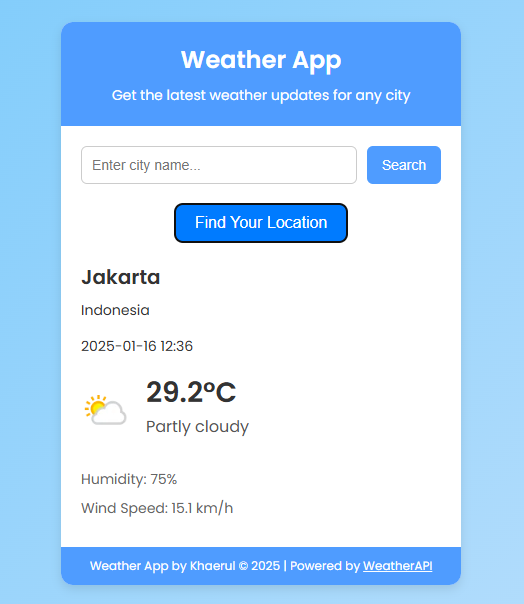 Weather App
Get the latest weather updates for any city
Enter city name...
Search
Find Your Location
Jakarta
Indonesia
2025-01-16 12:36
29.2°C
Partly cloudy
Humidity: 75%
Wind Speed: 15.1 km/h
Weather App by Khaerul © 2025 | Powered by WeatherAPI